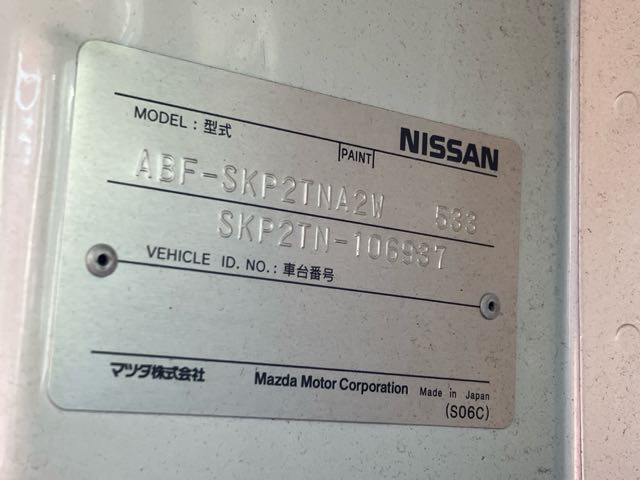 MODEL : 型式
PAINT
NISSAN
ABF-SKP2TNA2W 533
SKP2TN-106937
VEHICLE ID. NO. : 車台番号
マツダ株式会社 Mazda Motor Corporation Made in Japan
(S06C)